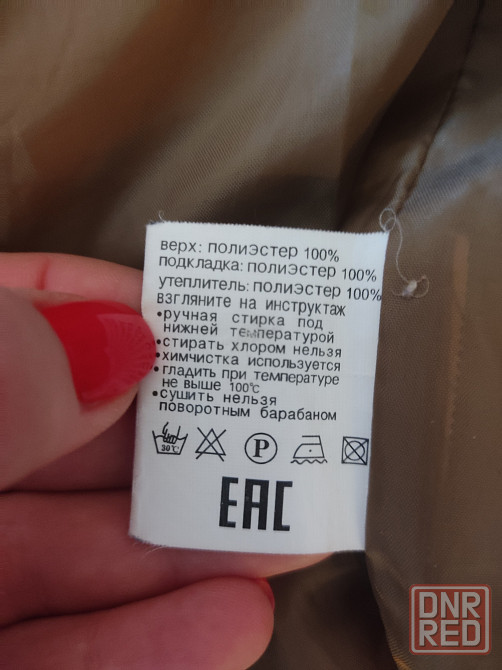 верх: ПОЛИЭСТЕР 100%
подкладка: ПОЛИЭСТЕР 100%
утеплитель: ПОЛИЭСТЕР 100%
взгляните на инструктаж
•ручная стирка под
нижней температурой
•стирать хлором нельзя
•химчистка используется
•гладить при температуре
не выше 100℃
•сушить нельзя
поворотным барабаном
30℃ P
EAC
DNR
RED